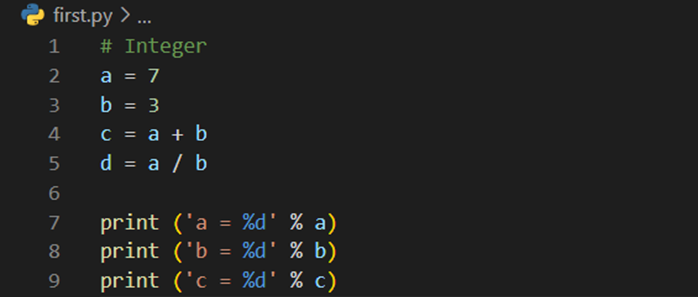 first.py > ...
1 # Integer
2 a = 7
3 b = 3
4 c = a + b
5 d = a / b
6
7 print ('a = %d' % a)
8 print ('b = %d' % b)
9 print ('c = %d' % c)